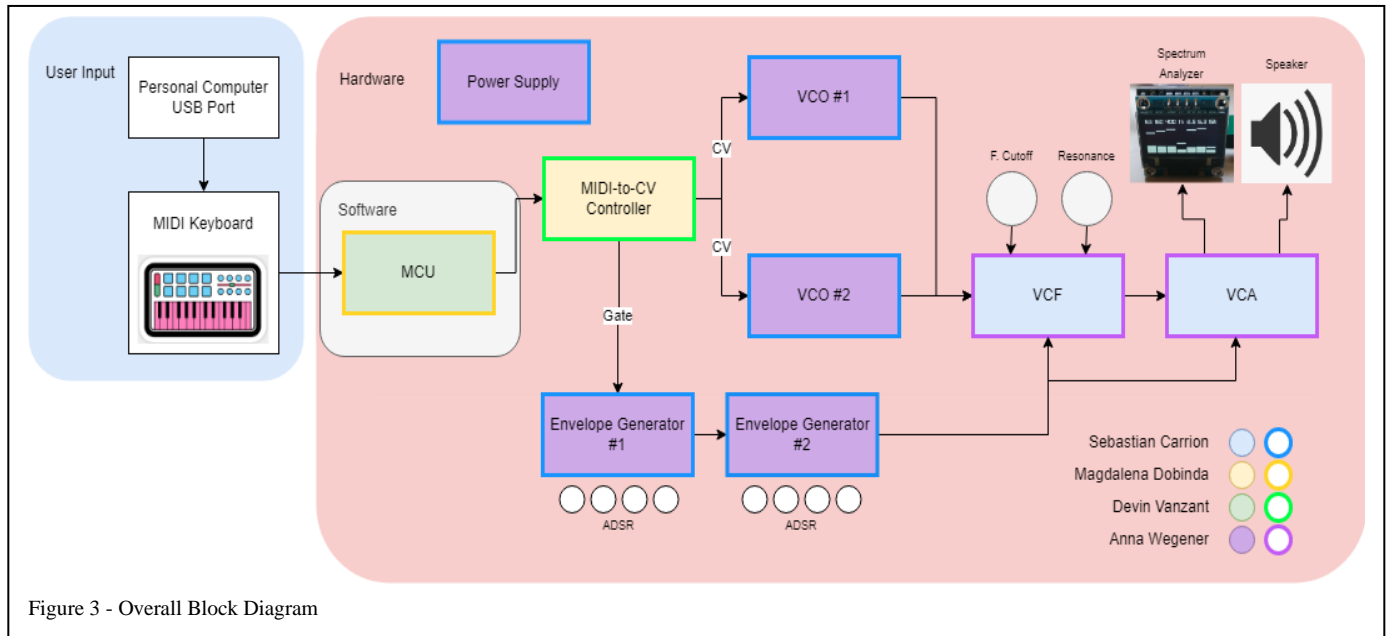 User Input
Personal Computer
USB Port
MIDI Keyboard
Hardware
Power Supply
Software
MCU
MIDI-to-CV
Controller
CV
CV
Gate
VCO #1
VCO #2
F. Cutoff
Resonance
VCF
VCA
Spectrum
Analyzer
Speaker
Envelope Generator
#1
ADSR
Envelope Generator
#2
ADSR
Sebastian Carrion
Magdalena Dobinda
Devin Vanzant
Anna Wegener
Figure 3 - Overall Block Diagram